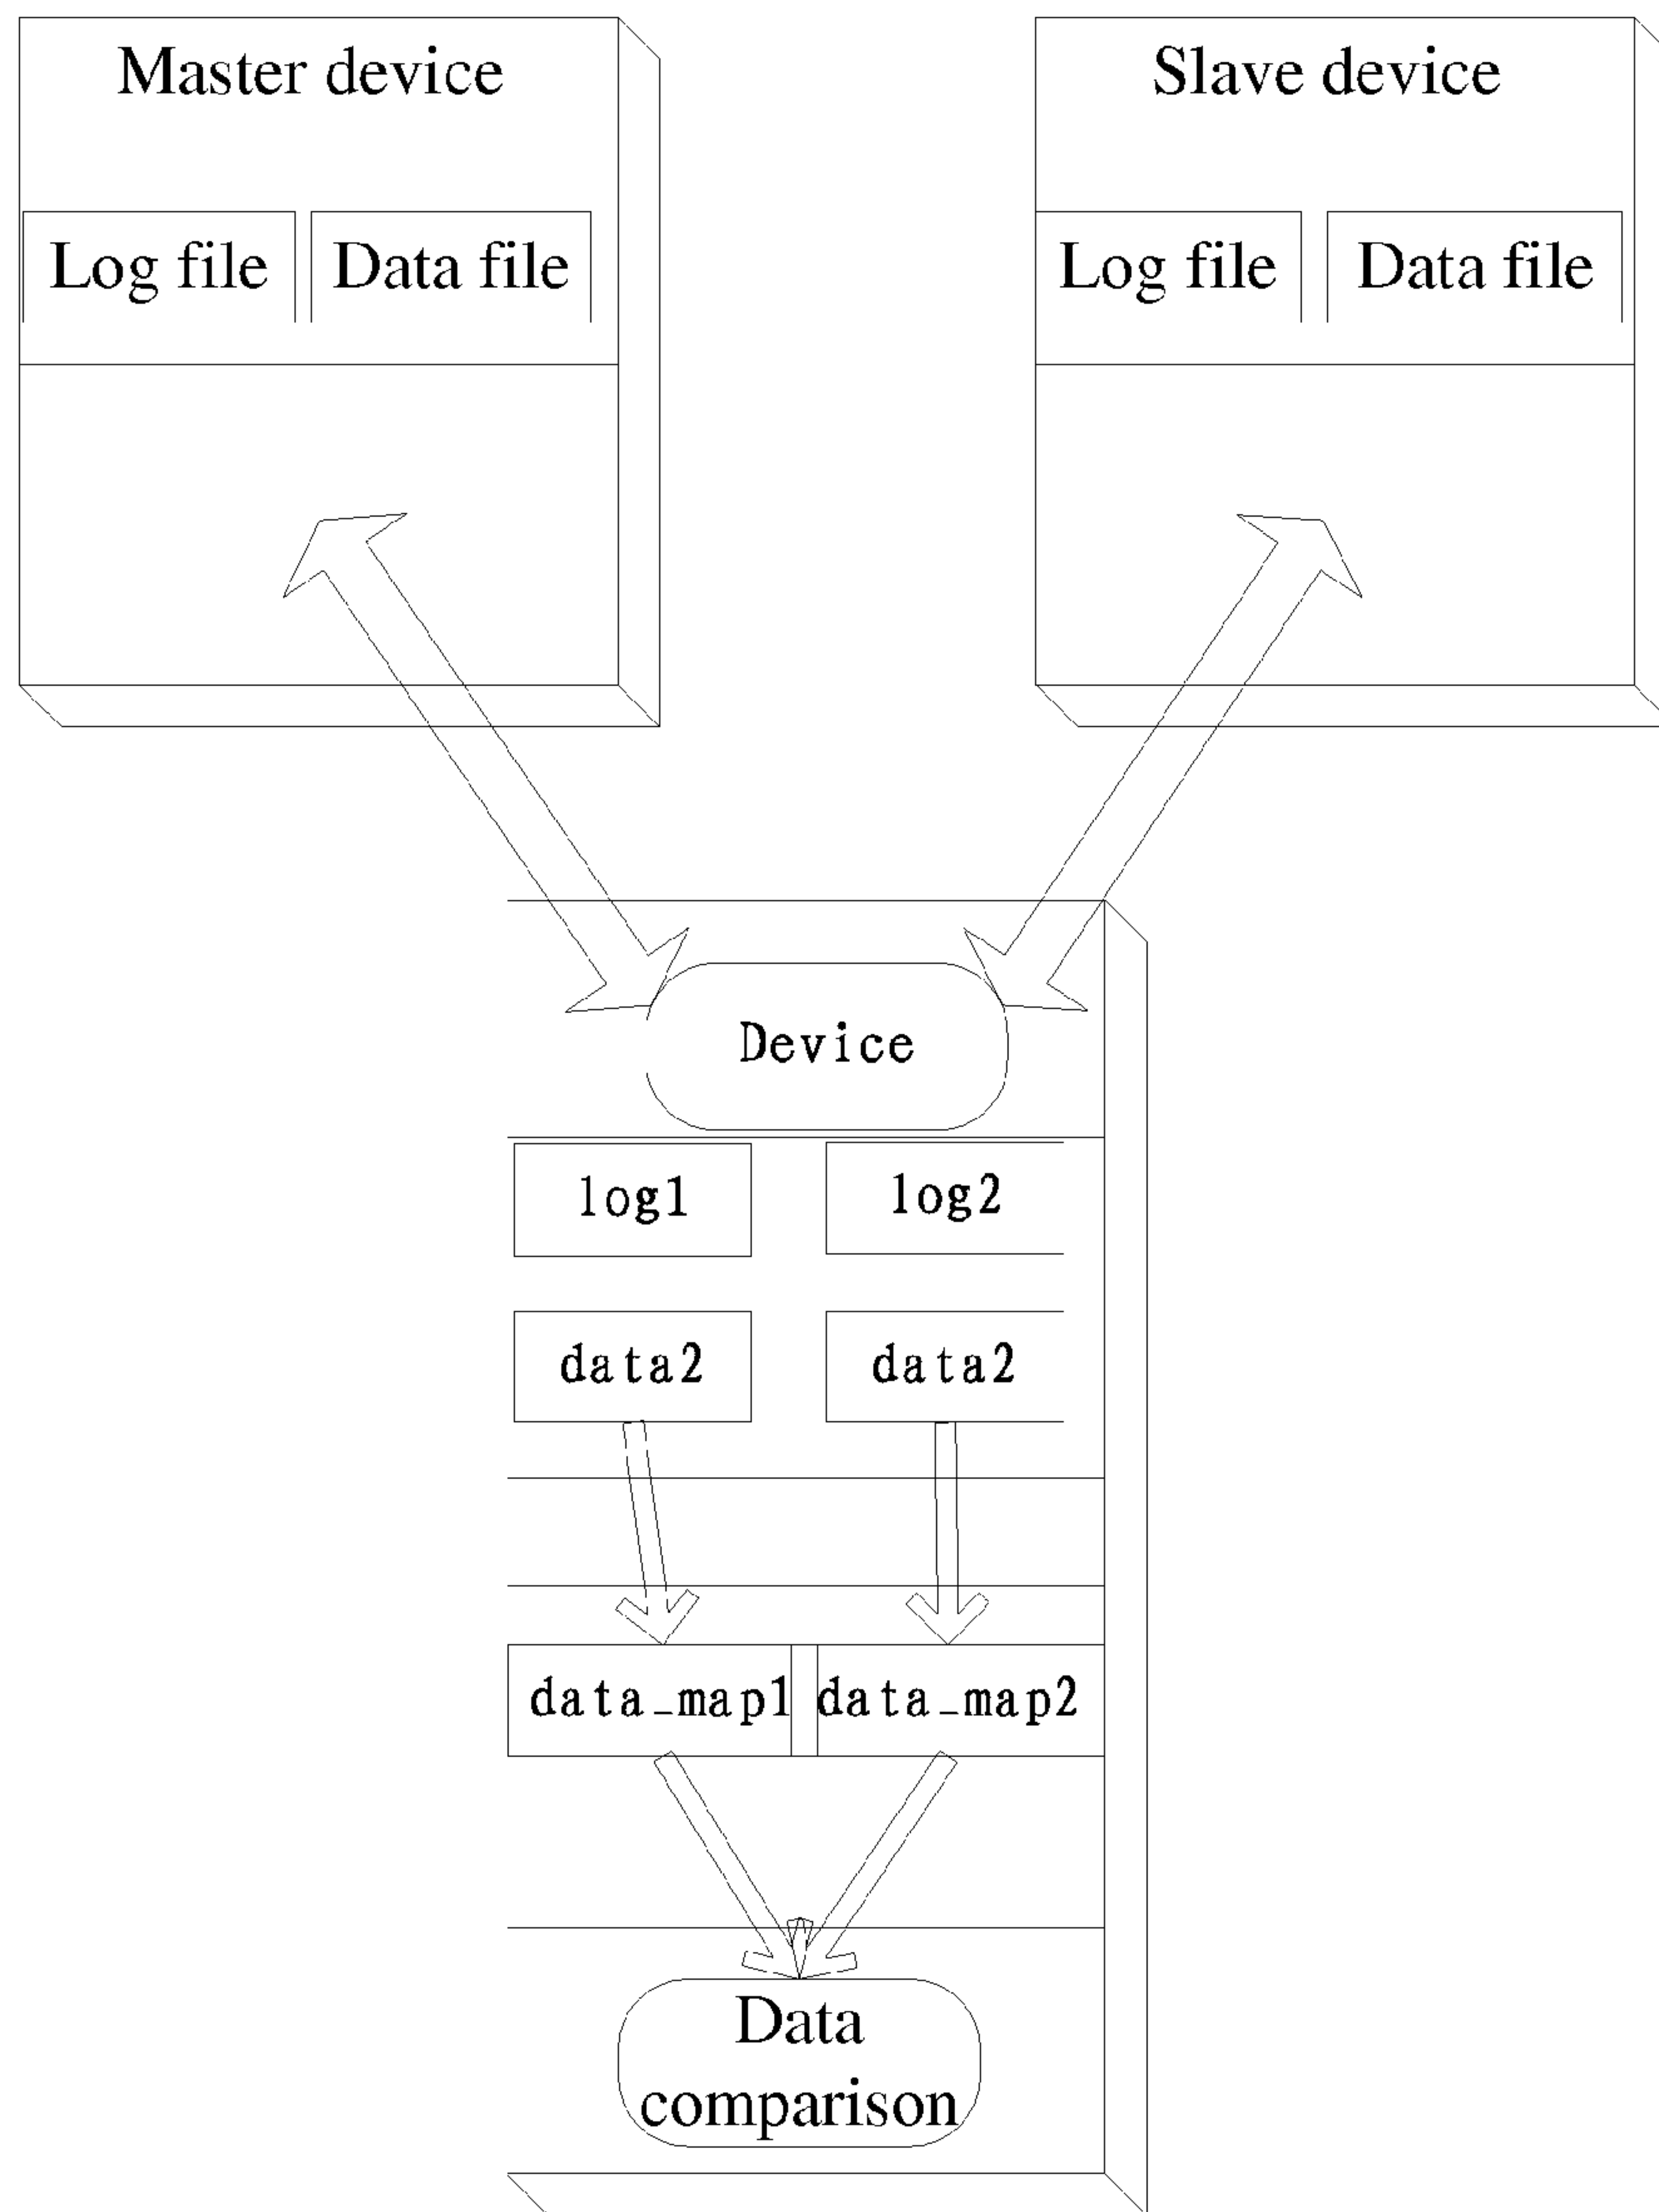 Master device
Slave device
Log file
Data file
Log file
Data file
Device
log1
log2
data2
data2
data_map1
data_map2
Data
comparison